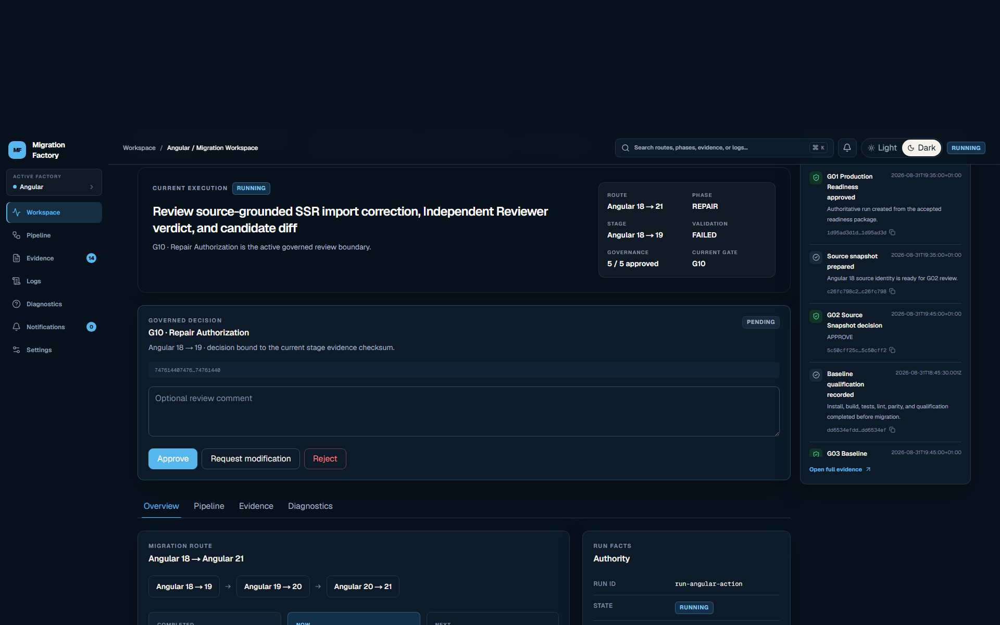 MF
Migration
Factory
ACTIVE FACTORY
Angular
Workspace
Pipeline
Evidence
14
Logs
Diagnostics
Notifications
0
Settings
Workspace / Angular / Migration Workspace
Search routes, phases, evidence, or logs...
⌘ K
Light
Dark
RUNNING
CURRENT EXECUTION
RUNNING
Review source-grounded SSR import correction, Independent Reviewer
verdict, and candidate diff
G10 · Repair Authorization is the active governed review boundary.
ROUTE
Angular 18 → 21
PHASE
REPAIR
STAGE
Angular 18 → 19
VALIDATION
FAILED
GOVERNANCE
5 / 5 approved
CURRENT GATE
G10
GOVERNED DECISION
G10 · Repair Authorization
PENDING
Angular 18 → 19 · decision bound to the current stage evidence checksum.
747614407476…74761440
Optional review comment
Approve
Request modification
Reject
Overview
Pipeline
Evidence
Diagnostics
MIGRATION ROUTE
Angular 18 → Angular 21
Angular 18 → 19
→
Angular 19 → 20
→
Angular 20 → 21
COMPLETED
NOW
NEXT
RUN FACTS
Authority
RUN ID
run-angular-action
STATE
RUNNING
G01 Production
Readiness
approved
2026-08-31T19:35:00+01:00
Authoritative run created from the accepted
readiness package.
1d95ad3d1d…1d95ad3d
Source snapshot
prepared
2026-08-31T19:35:00+01:00
Angular 18 source identity is ready for G02 review.
c26fc798c2…c26fc798
G02 Source
Snapshot decision
2026-08-31T19:45:00+01:00
APPROVE
5c50cff25c…5c50cff2
Baseline
qualification
recorded
2026-08-31T18:45:30.001Z
Install, build, tests, lint, parity, and qualification
completed before migration.
dd6534efdd…dd6534ef
G03 Baseline
2026-08-31T19:45:00+01:00
Open full evidence